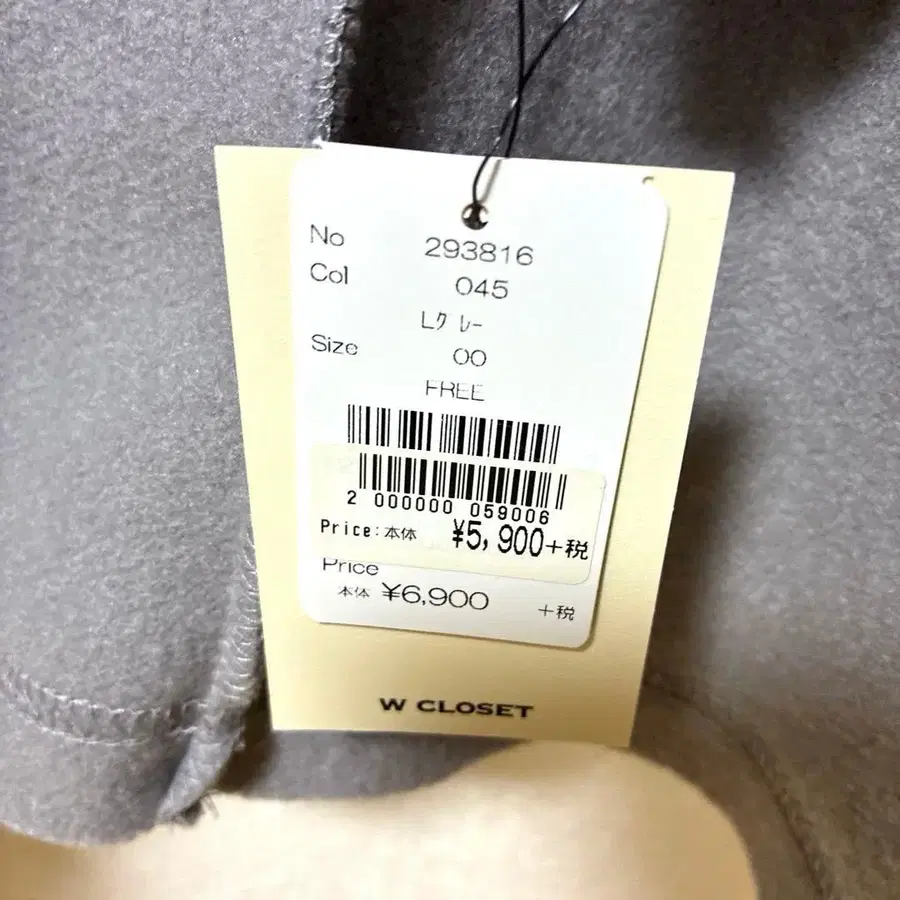 No 293816
Col 045
Lｸﾞﾚｰ
Size 00
FREE
2 000000 059006
Price:本体 ¥5,900+税
Price
本体 ¥6,900 +税
W CLOSET